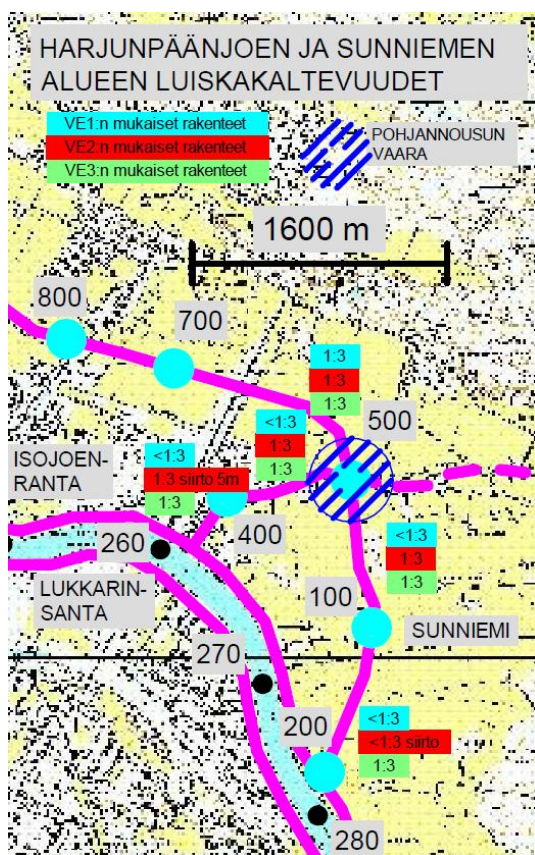 HARJUNPÄÄNJOEN JA SUNNIEMEN
ALUEEN LUISKAKALTEVUUDET
VE1:n mukaiset rakenteet
VE2:n mukaiset rakenteet
VE3:n mukaiset rakenteet
POHJANNOUSUN
VAARA
1600 m
800
700
1:3
1:3
1:3
500
<1:3
1:3
1:3
ISOJOEN-
RANTA
<1:3
1:3 siirto 5m
1:3
400
260
<1:3
1:3
1:3
LUKKARIN-
SANTA
100
SUNNIEMI
270
200
<1:3
<1:3 siirto
1:3
280